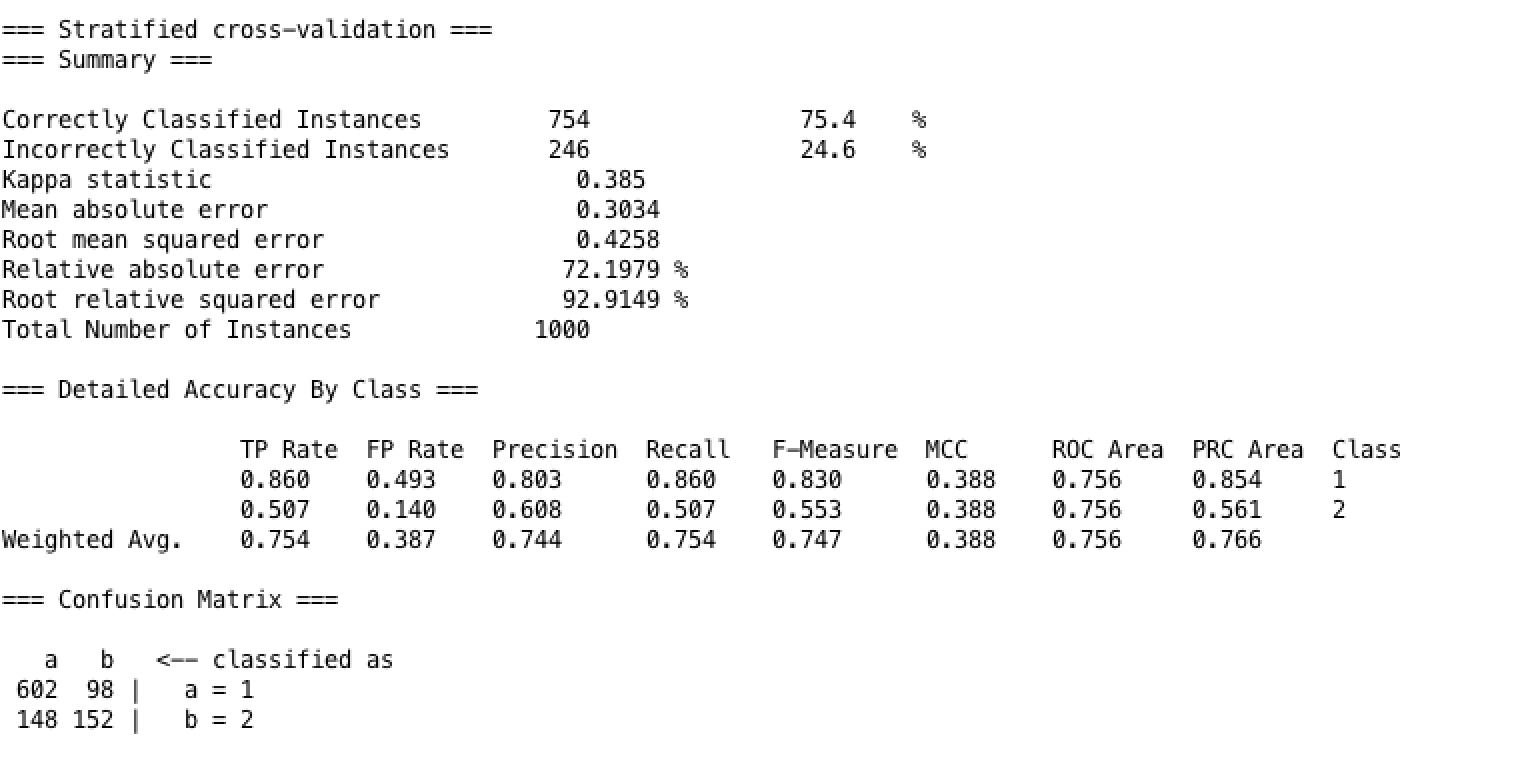 === Stratified cross-validation ===
=== Summary ===
Correctly Classified Instances 754 75.4 %
Incorrectly Classified Instances 246 24.6 %
Kappa statistic 0.385
Mean absolute error 0.3034
Root mean squared error 0.4258
Relative absolute error 72.1979 %
Root relative squared error 92.9149 %
Total Number of Instances 1000
=== Detailed Accuracy By Class ===
TP Rate FP Rate Precision Recall F-Measure MCC ROC Area PRC Area Class
0.860 0.493 0.803 0.860 0.830 0.388 0.756 0.854 1
0.507 0.140 0.608 0.507 0.553 0.388 0.756 0.561 2
Weighted Avg. 0.754 0.387 0.744 0.754 0.747 0.388 0.756 0.766
=== Confusion Matrix ===
a b <-- classified as
602 98 | a = 1
148 152 | b = 2